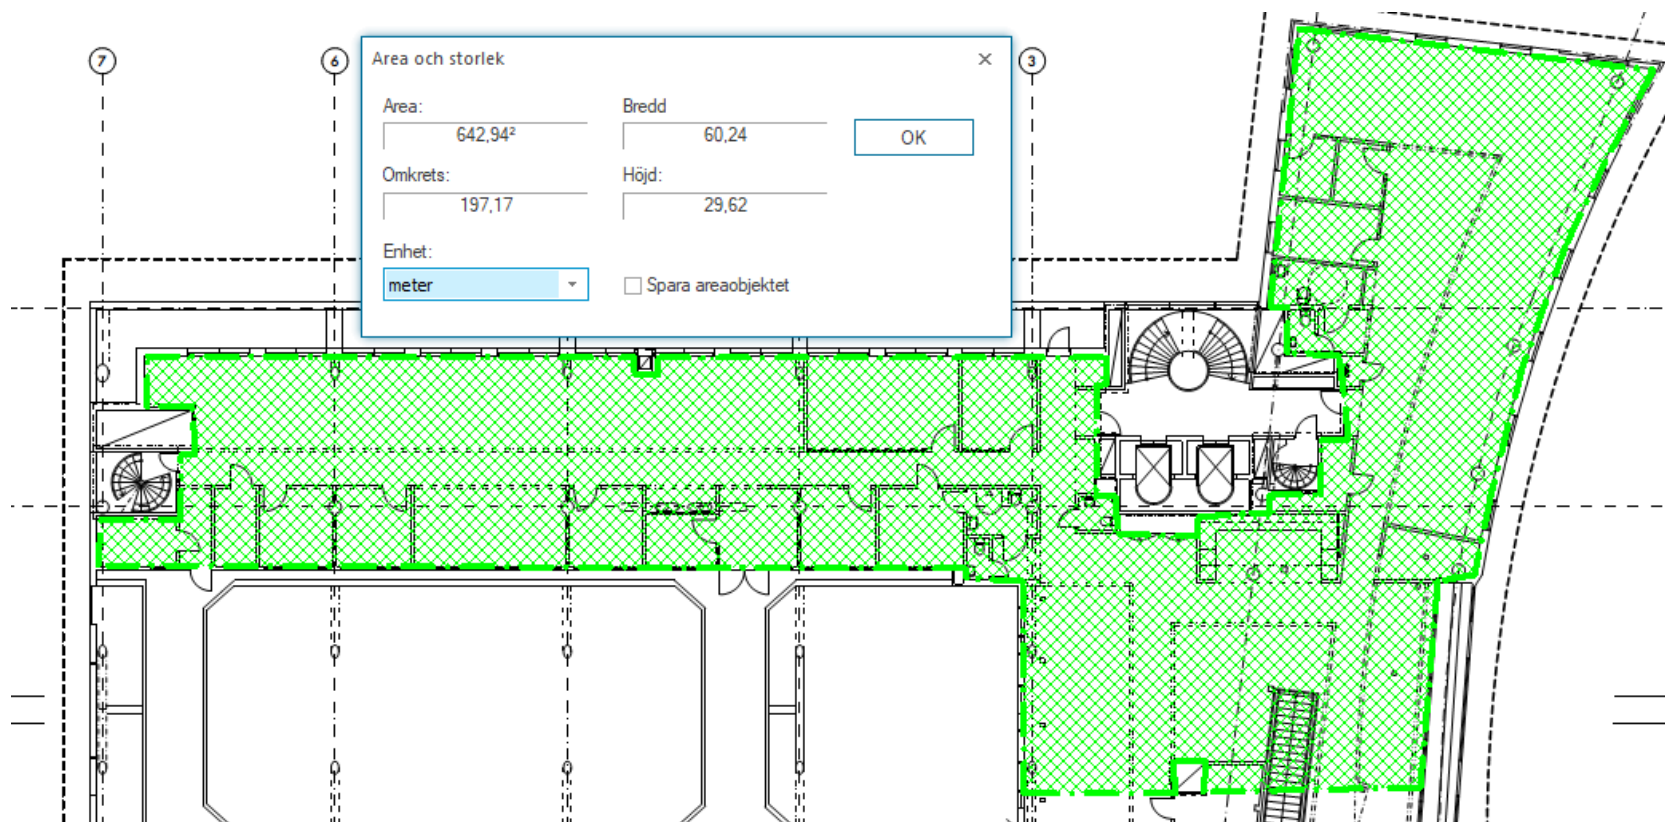 7
6
3
Area och storlek
Area:
642,94²
Bredd
60,24
OK
Omkrets:
197,17
Höjd:
29,62
Enhet:
meter
Spara areaobjektet